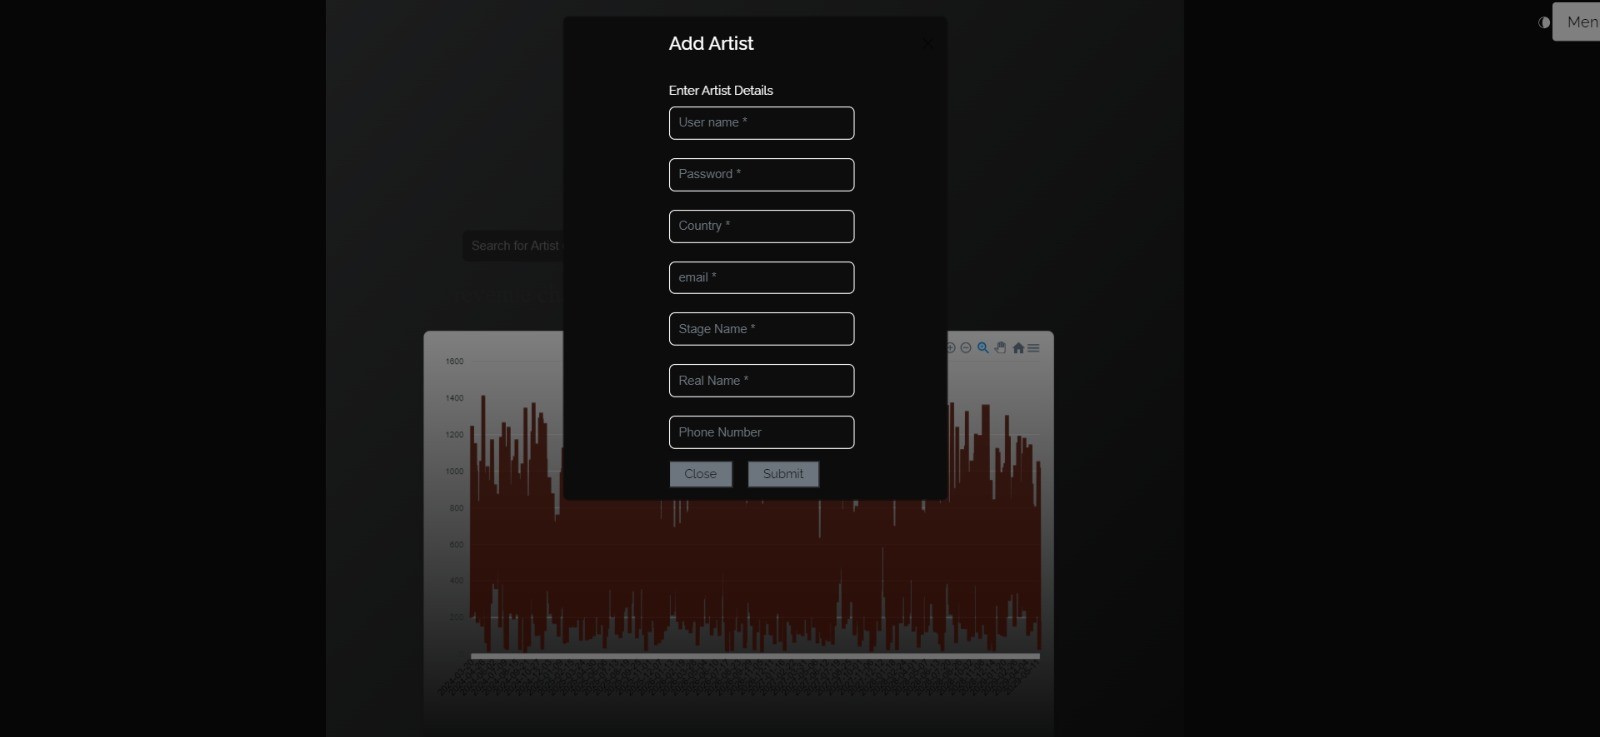 Men
Add Artist
Enter Artist Details
User name *
Password *
Country *
Search for Artist
email *
Stage Name *
Real Name *
Phone Number
Close
Submit
1600
1400
1200
1000
800
600
400
200